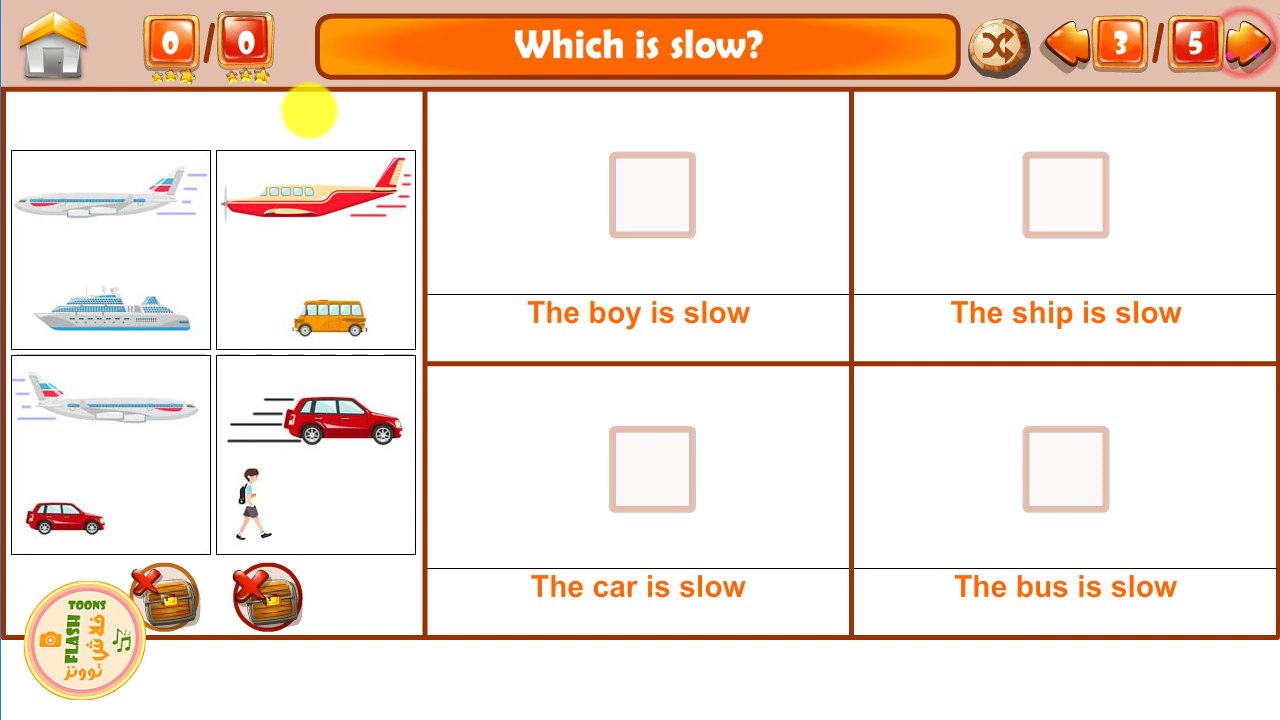 0 / 0
Which is slow?
3 / 5
The boy is slow
The ship is slow
The car is slow
The bus is slow
TOONS
FLASH
فلاش
توونز